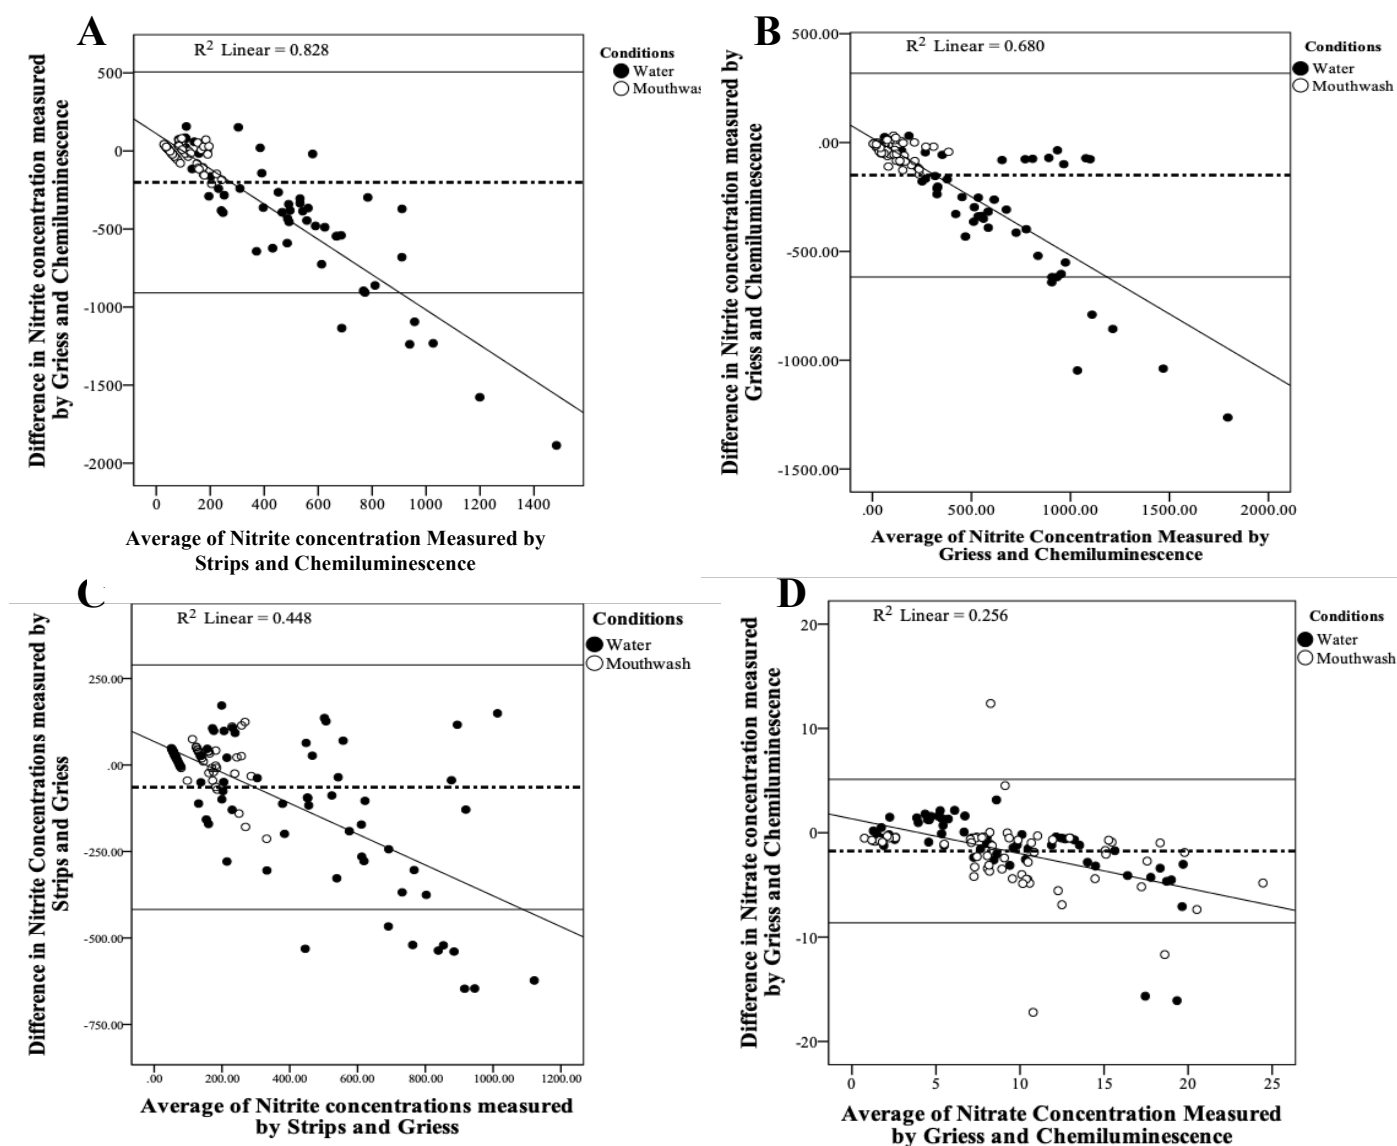 A
R² Linear = 0.828
Conditions
Water
Mouthwas
Difference in Nitrite concentration measured
by Griess and Chemiluminescence
500
0
-500
-1000
-1500
-2000
0 200 400 600 800 1000 1200 1400
Average of Nitrite concentration Measured by
Strips and Chemiluminescence
B
R² Linear = 0.680
Conditions
Water
Mouthwash
Difference in Nitrite concentration measured by
Griess and Chemiluminescence
500.00
.00
-500.00
-1000.00
-1500.00
.00 500.00 1000.00 1500.00 2000.00
Average of Nitrite Concentration Measured by
Griess and Chemiluminescence
C
R² Linear = 0.448
Conditions
Water
Mouthwash
Difference in Nitrite Concentrations measured by
Strips and Griess
250.00
.00
-250.00
-500.00
-750.00
.00 200.00 400.00 600.00 800.00 1000.00 1200.00
Average of Nitrite concentrations measured
by Strips and Griess
D
R² Linear = 0.256
Conditions
Water
Mouthwash
Difference in Nitrate concentration measured
by Griess and Chemiluminescence
20
10
0
-10
-20
0 5 10 15 20 25
Average of Nitrate Concentration Measured
by Griess and Chemiluminescence